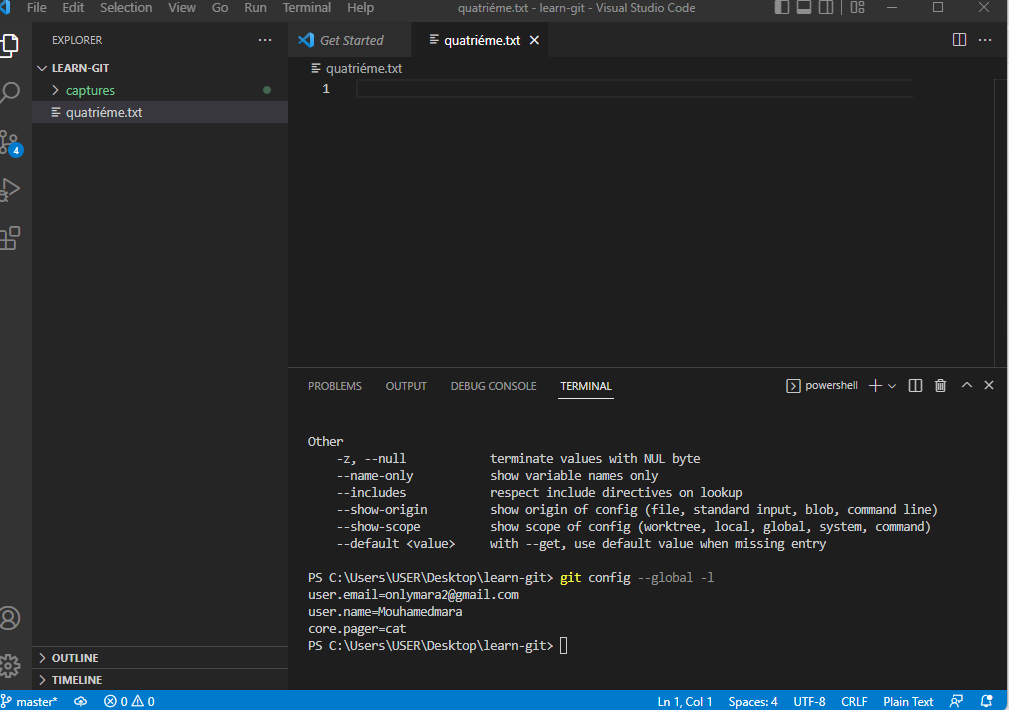 File Edit Selection View Go Run Terminal Help quatriéme.txt - learn-git - Visual Studio Code
EXPLORER
Get Started
quatriéme.txt
LEARN-GIT
captures
quatriéme.txt
quatriéme.txt
1
4
PROBLEMS OUTPUT DEBUG CONSOLE TERMINAL powershell
Other
-z, --null terminate values with NUL byte
--name-only show variable names only
--includes respect include directives on lookup
--show-origin show origin of config (file, standard input, blob, command line)
--show-scope show scope of config (worktree, local, global, system, command)
--default <value> with --get, use default value when missing entry
PS C:\Users\USER\Desktop\learn-git> git config --global -l
user.email=onlymara2@gmail.com
user.name=Mouhamedmara
core.pager=cat
PS C:\Users\USER\Desktop\learn-git>
OUTLINE
TIMELINE
master* 0 0 Ln 1, Col 1 Spaces: 4 UTF-8 CRLF Plain Text